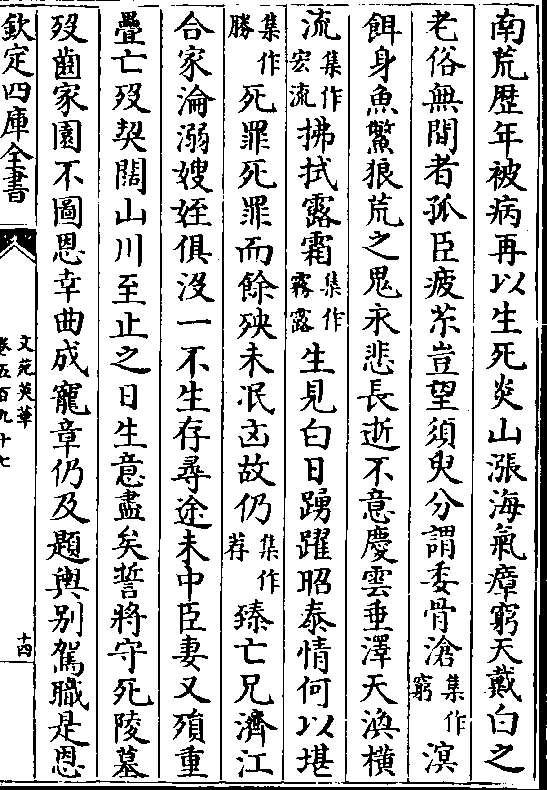 南荒歴年被病再以生死炎山漲海氣瘴窮天戴白之
老俗無聞者孤臣疲苶豈望須臾分謂委骨滄集作窮溟
餌身魚鱉狼荒之鬼永悲長逝不意慶雲重澤天渙横
流集作宏流拂拭露霜集作霧露生見白日踴躍昭泰情何以堪
集作勝死罪死罪而餘殃未泯凶故仍集作荐臻亡兄濟江
合家淪溺嫂姪俱沒一不生存尋途未中臣妻又殞重
疊亡歿契闊山川至止之日生意盡矣誓將守死陵墓
歿齒家園不圖恩幸曲成寵章仍及題輿別駕職是恩
欽定四庫全書
文苑英華
卷五百九十七
十四